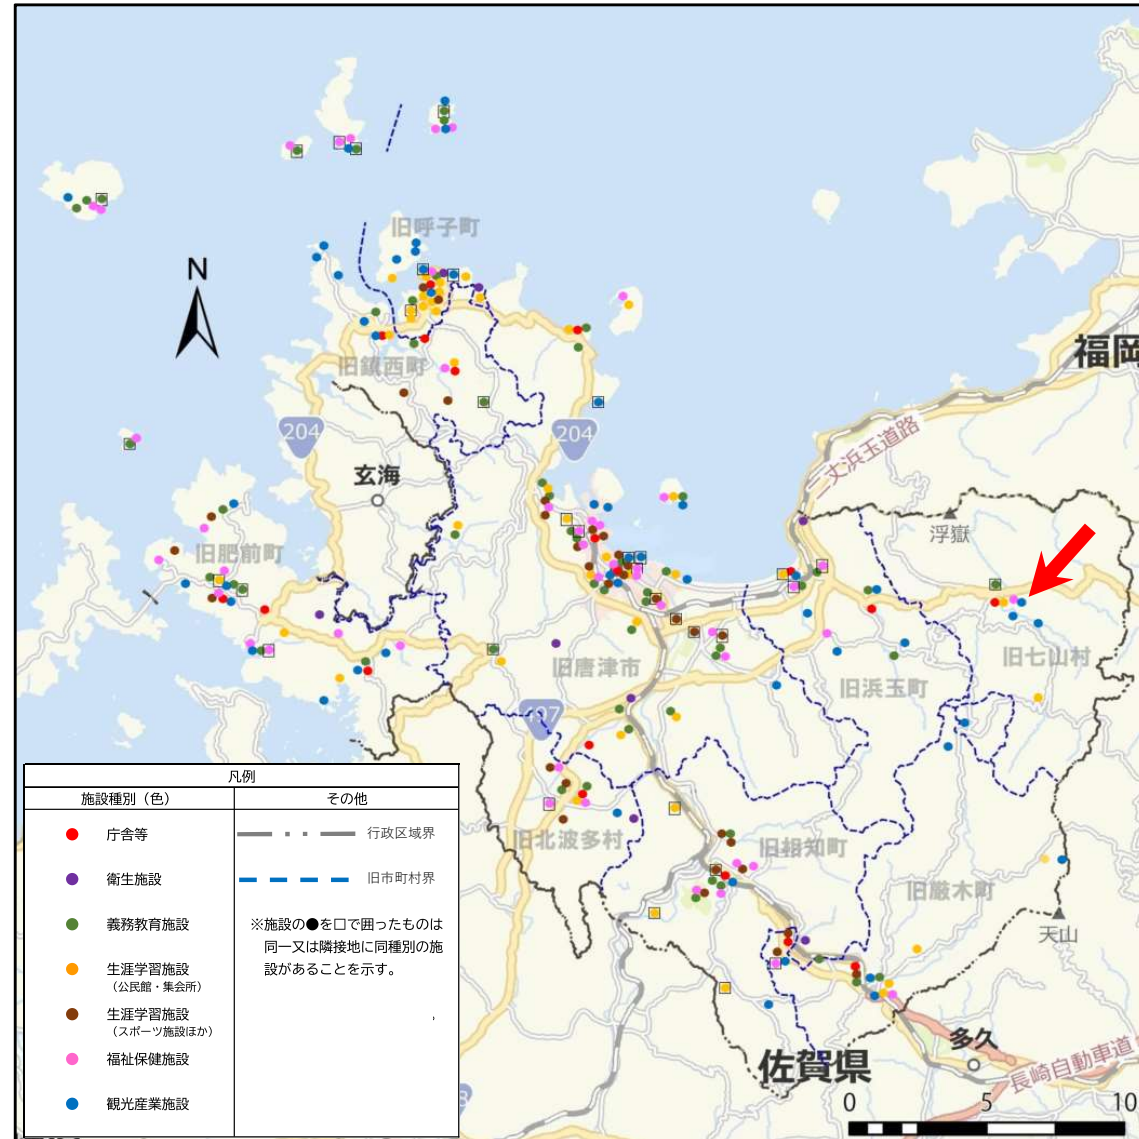 旧呼子町
N
福岡
旧鎮西町
204
204
二丈浜玉道路
玄海
浮嶽
旧肥前町
旧七山村
旧唐津市
旧浜玉町
凡例
施設種別(色)
その他
庁舎等
行政区域界
旧北波多村
旧相知町
衛生施設
旧市町村界
旧厳木町
義務教育施設
※施設の●を□で囲ったものは
同一又は隣接地に同種別の施
設があることを示す。
天山
生涯学習施設
(公民館・集会所)
生涯学習施設
(スポーツ施設ほか)
多久
福祉保健施設
佐賀県
長崎自動車道
観光産業施設
0 5 10